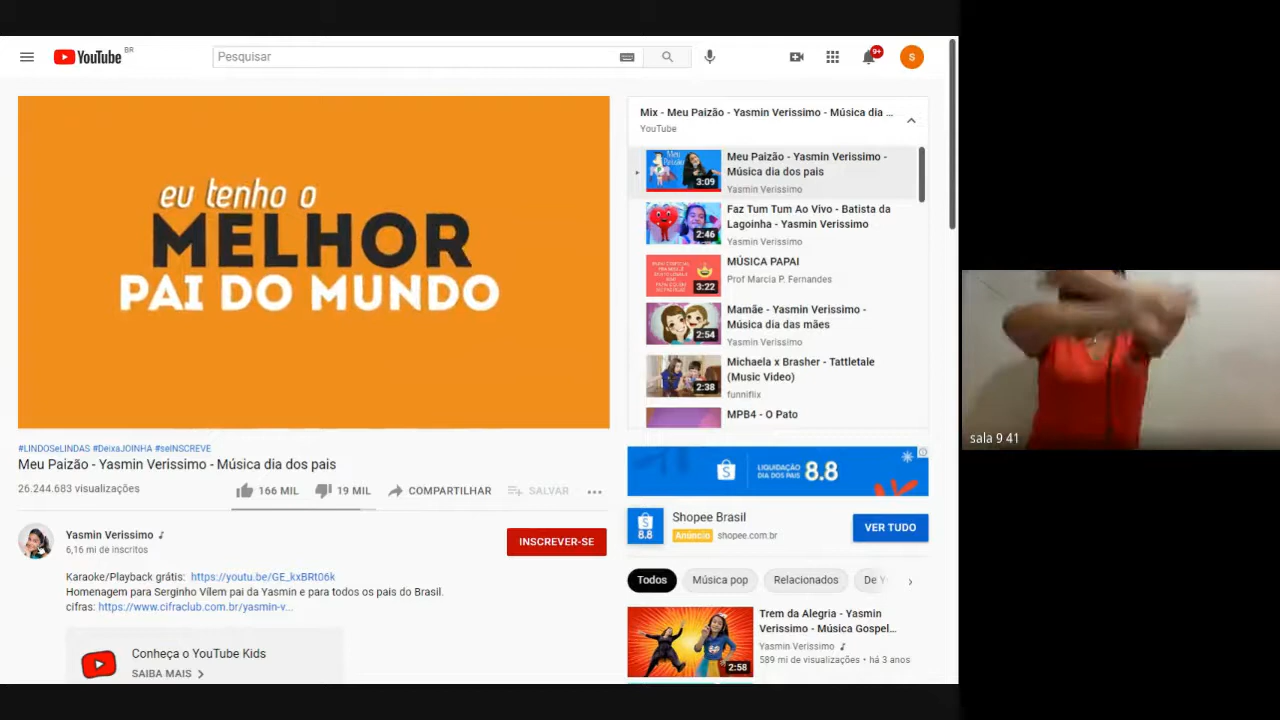 YouTube BR
Pesquisar
9+
S
eu tenho o
MELHOR
PAI DO MUNDO
#LINDOSeLINDAS #DeixaJOINHA #seINSCREVE
Meu Paizão - Yasmin Verissimo - Música dia dos pais
26.244.683 visualizações
166 MIL
19 MIL
COMPARTILHAR
SALVAR
Yasmin Verissimo
6,16 mi de inscritos
INSCREVER-SE
Karaoke/Playback grátis: https://youtu.be/GE_kxBRt06k
Homenagem para Serginho Vílem pai da Yasmin e para todos os pais do Brasil.
cifras: https://www.cifraclub.com.br/yasmin-v...
Conheça o YouTube Kids
SAIBA MAIS
Mix - Meu Paizão - Yasmin Verissimo - Música dia ...
YouTube
Meu Paizão - Yasmin Verissimo -
Música dia dos pais
Yasmin Verissimo
3:09
Faz Tum Tum Ao Vivo - Batista da
Lagoinha - Yasmin Verissimo
Yasmin Verissimo
2:46
MÚSICA PAPAI
Prof Marcia P. Fernandes
3:22
Mamãe - Yasmin Verissimo -
Música dia das mães
Yasmin Verissimo
2:54
Michaela x Brasher - Tattletale
(Music Video)
funniflix
2:38
MPB4 - O Pato
LIQUIDAÇÃO
DIA DOS PAIS
8.8
8.8
Shopee Brasil
Anúncio shopee.com.br
VER TUDO
Todos
Música pop
Relacionados
De Y
Trem da Alegria - Yasmin
Verissimo - Música Gospel...
Yasmin Verissimo
589 mi de visualizações • há 3 anos
2:58
sala 9 41